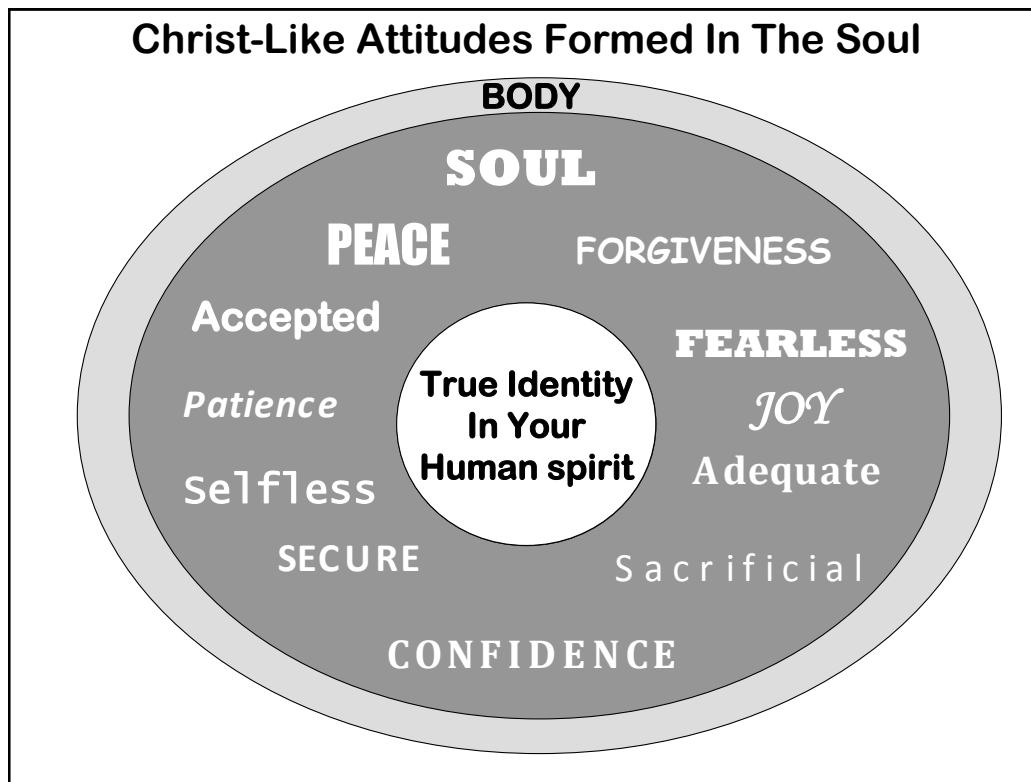 Christ-Like Attitudes Formed In The Soul
BODY
SOUL
PEACE
FORGIVENESS
Accepted
FEARLESS
Patience
JOY
True Identity
In Your
Human spirit
Adequate
Selfless
SECURE
Sacrificial
CONFIDENCE